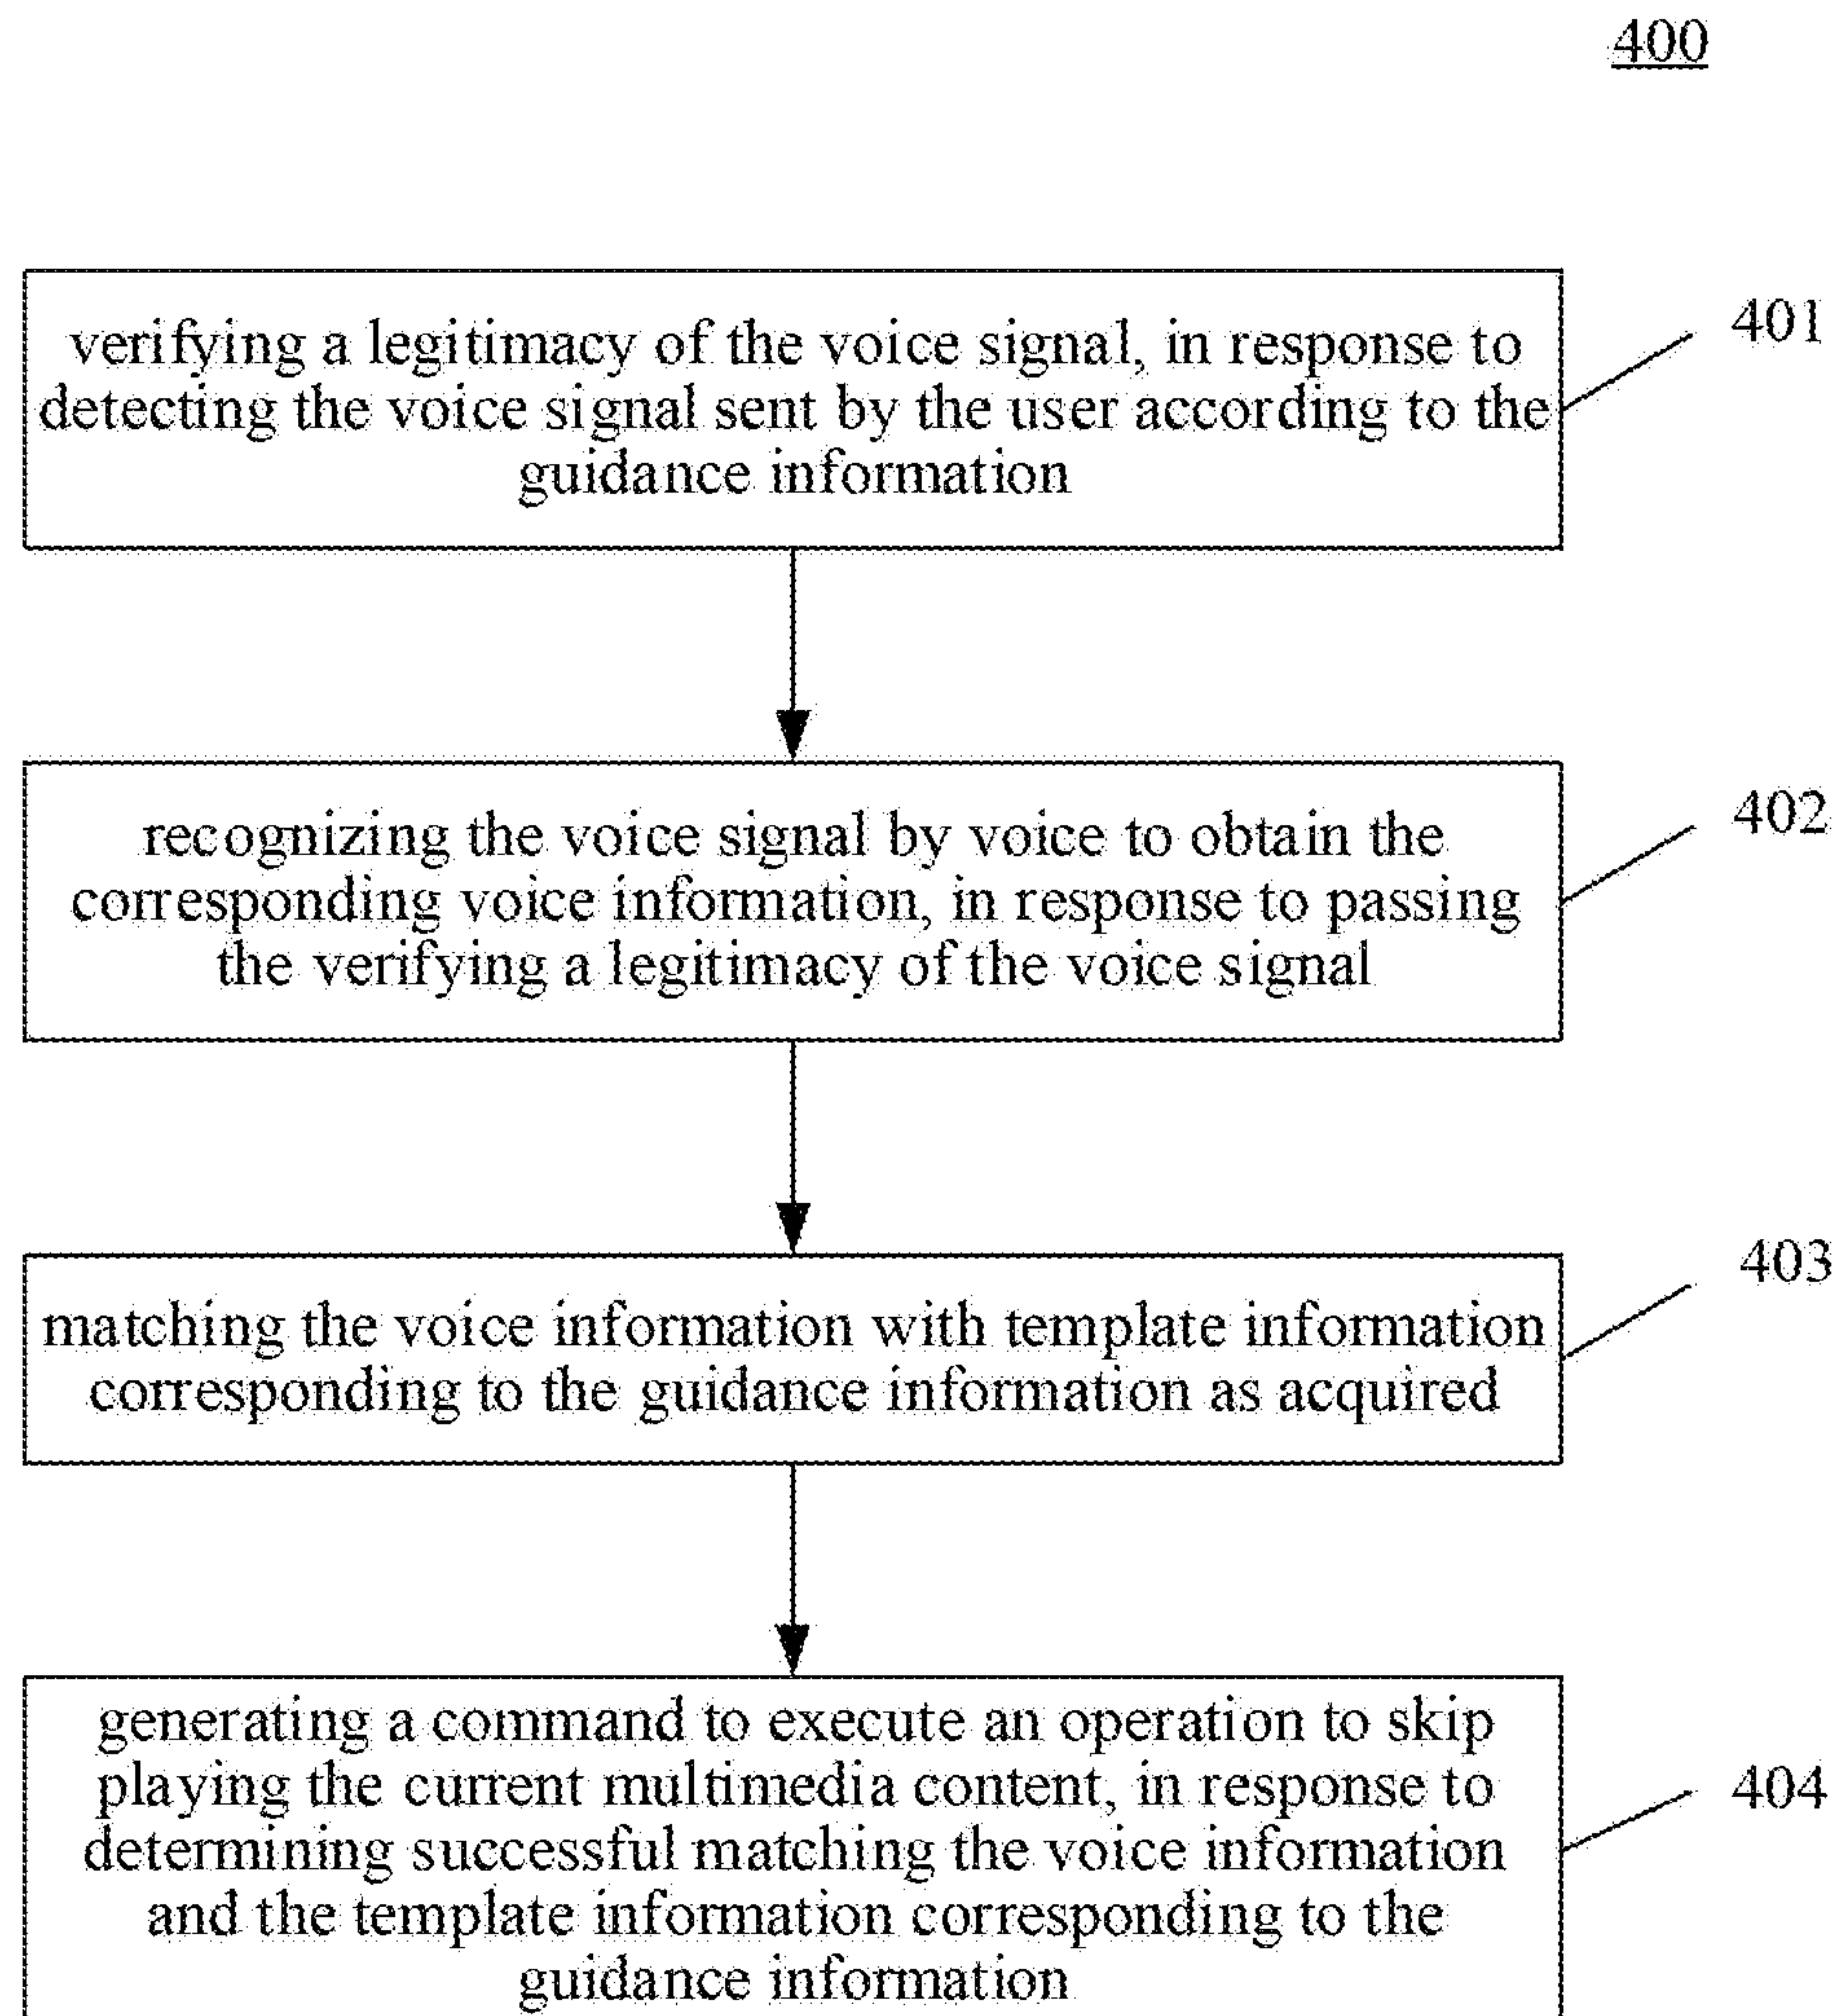 400
verifying a legitimacy of the voice signal, in response to
detecting the voice signal sent by the user according to the
guidance information
401
recognizing the voice signal by voice to obtain the
corresponding voice information, in response to passing
the verifying a legitimacy of the voice signal
402
matching the voice information with template information
corresponding to the guidance information as acquired
403
generating a command to execute an operation to skip
playing the current multimedia content, in response to
determining successful matching the voice information
and the template information corresponding to the
guidance information
404